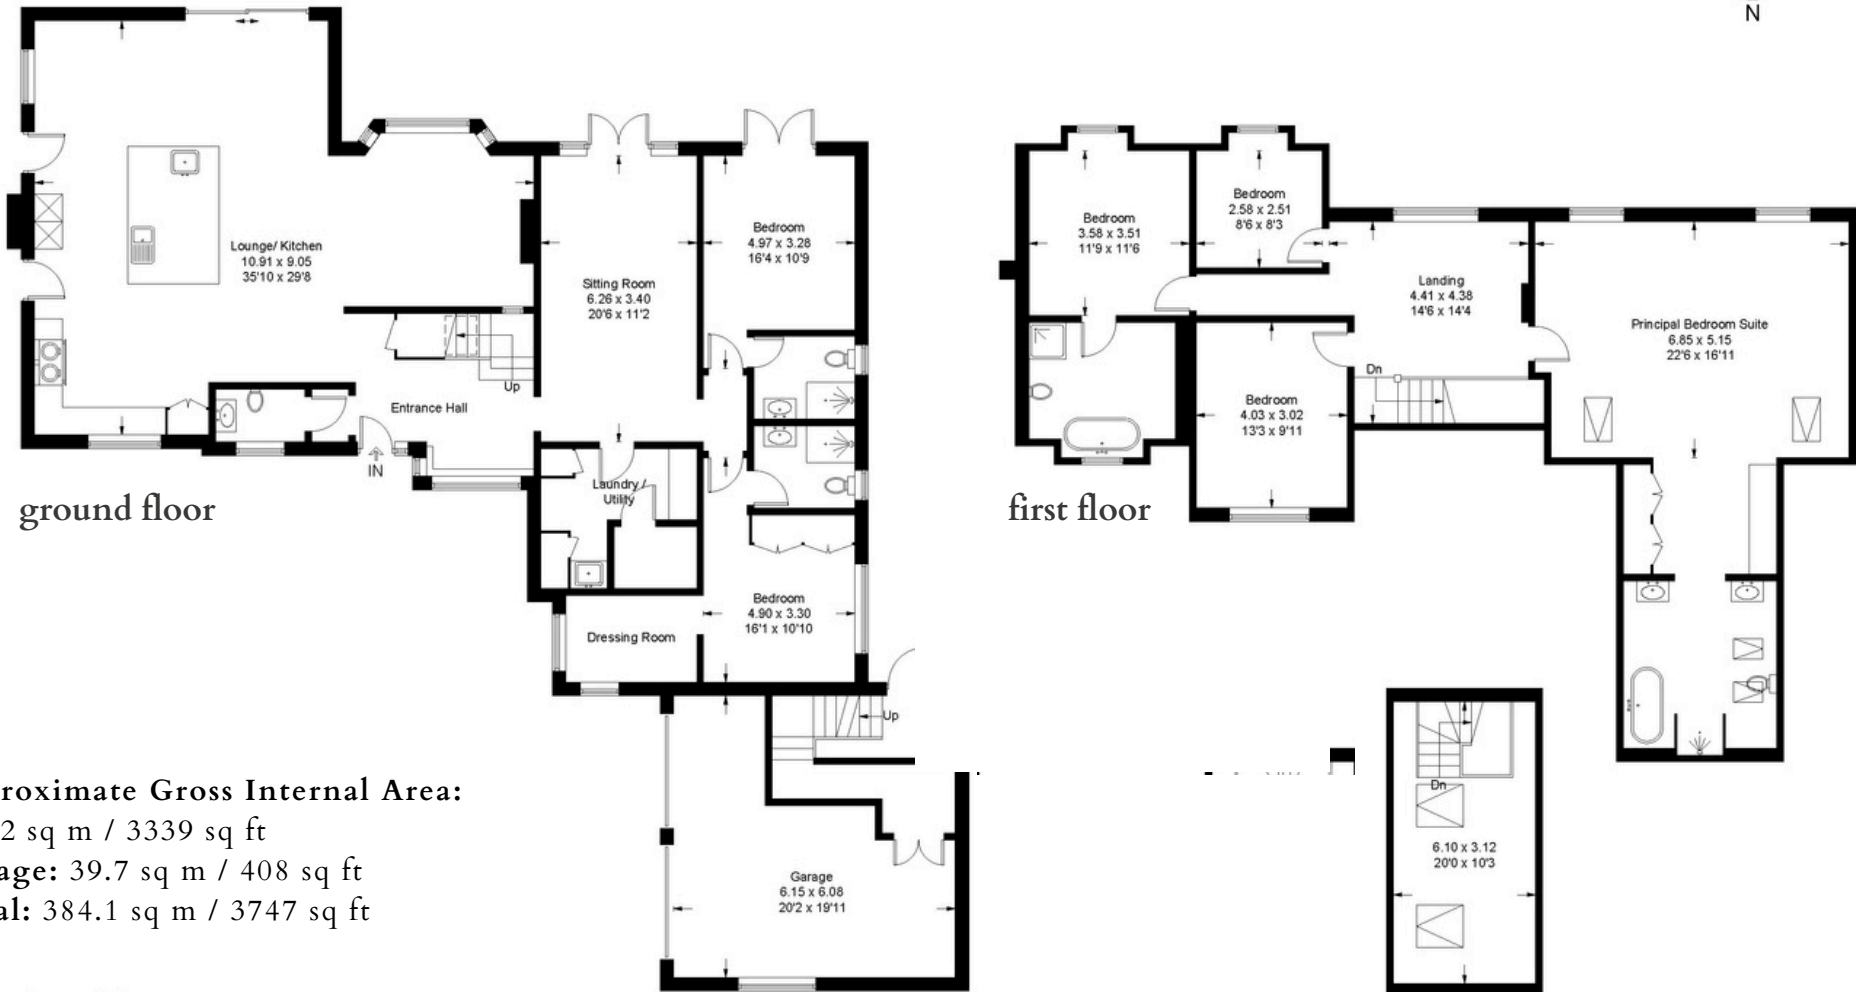 N
Lounge/ Kitchen
10.91 x 9.05
35'10 x 29'8
Sitting Room
6.26 x 3.40
20'6 x 11'2
Bedroom
4.97 x 3.28
16'4 x 10'9
Up
Entrance Hall
IN
Laundry /
Utility
Bedroom
4.90 x 3.30
16'1 x 10'10
Dressing Room
Up
Garage
6.15 x 6.08
20'2 x 19'11
ground floor
Bedroom
3.58 x 3.51
11'9 x 11'6
Bedroom
2.58 x 2.51
8'6 x 8'3
Landing
4.41 x 4.38
14'6 x 14'4
Principal Bedroom Suite
6.85 x 5.15
22'6 x 16'11
Dn
Bedroom
4.03 x 3.02
13'3 x 9'11
first floor
Dn
6.10 x 3.12
20'0 x 10'3
roximate Gross Internal Area:
2 sq m / 3339 sq ft
age: 39.7 sq m / 408 sq ft
al: 384.1 sq m / 3747 sq ft